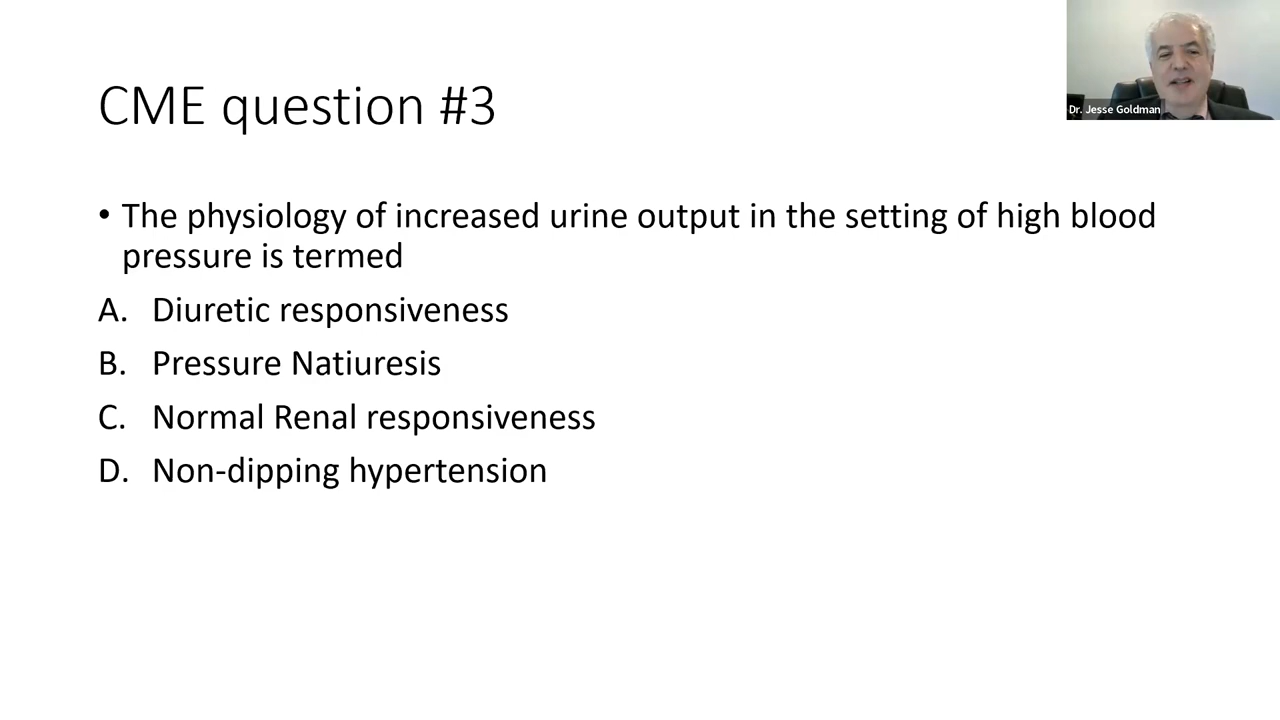 Dr. Jesse Goldman
CME question #3
• The physiology of increased urine output in the setting of high blood
pressure is termed
A. Diuretic responsiveness
B. Pressure Natiuresis
C. Normal Renal responsiveness
D. Non-dipping hypertension